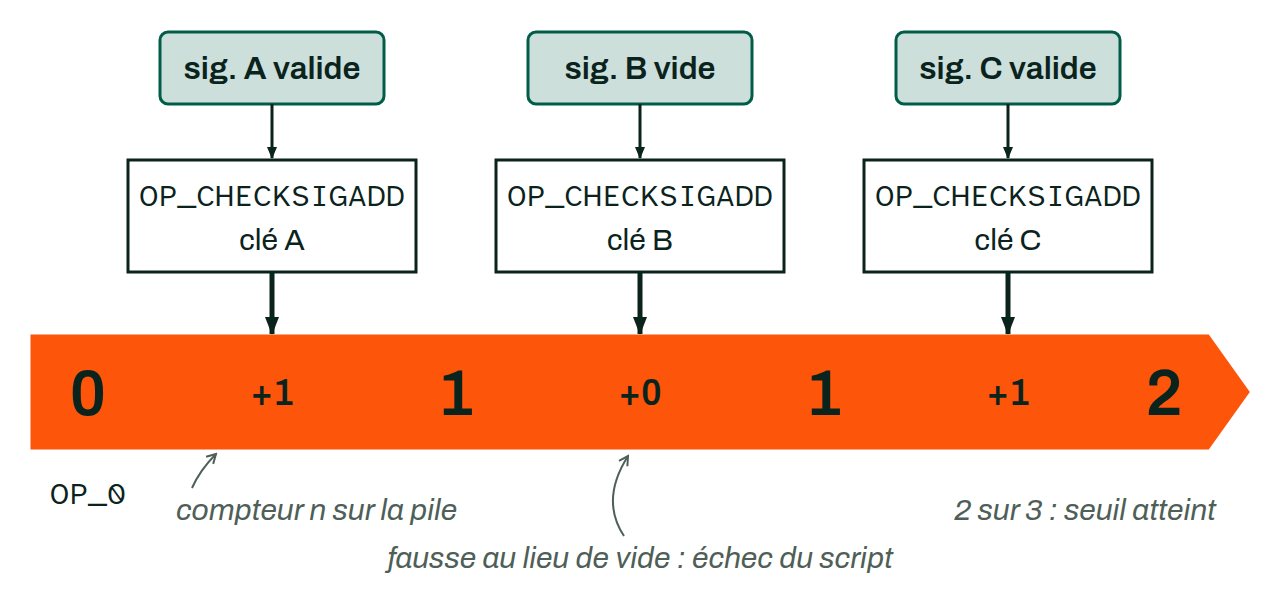 sig. A valide
sig. B vide
sig. C valide
OP_CHECKSIGADD
clé A
OP_CHECKSIGADD
clé B
OP_CHECKSIGADD
clé C
0 +1 1 +0 1 +1 2
OP_0
compteur n sur la pile
2 sur 3 : seuil atteint
fausse au lieu de vide : échec du script